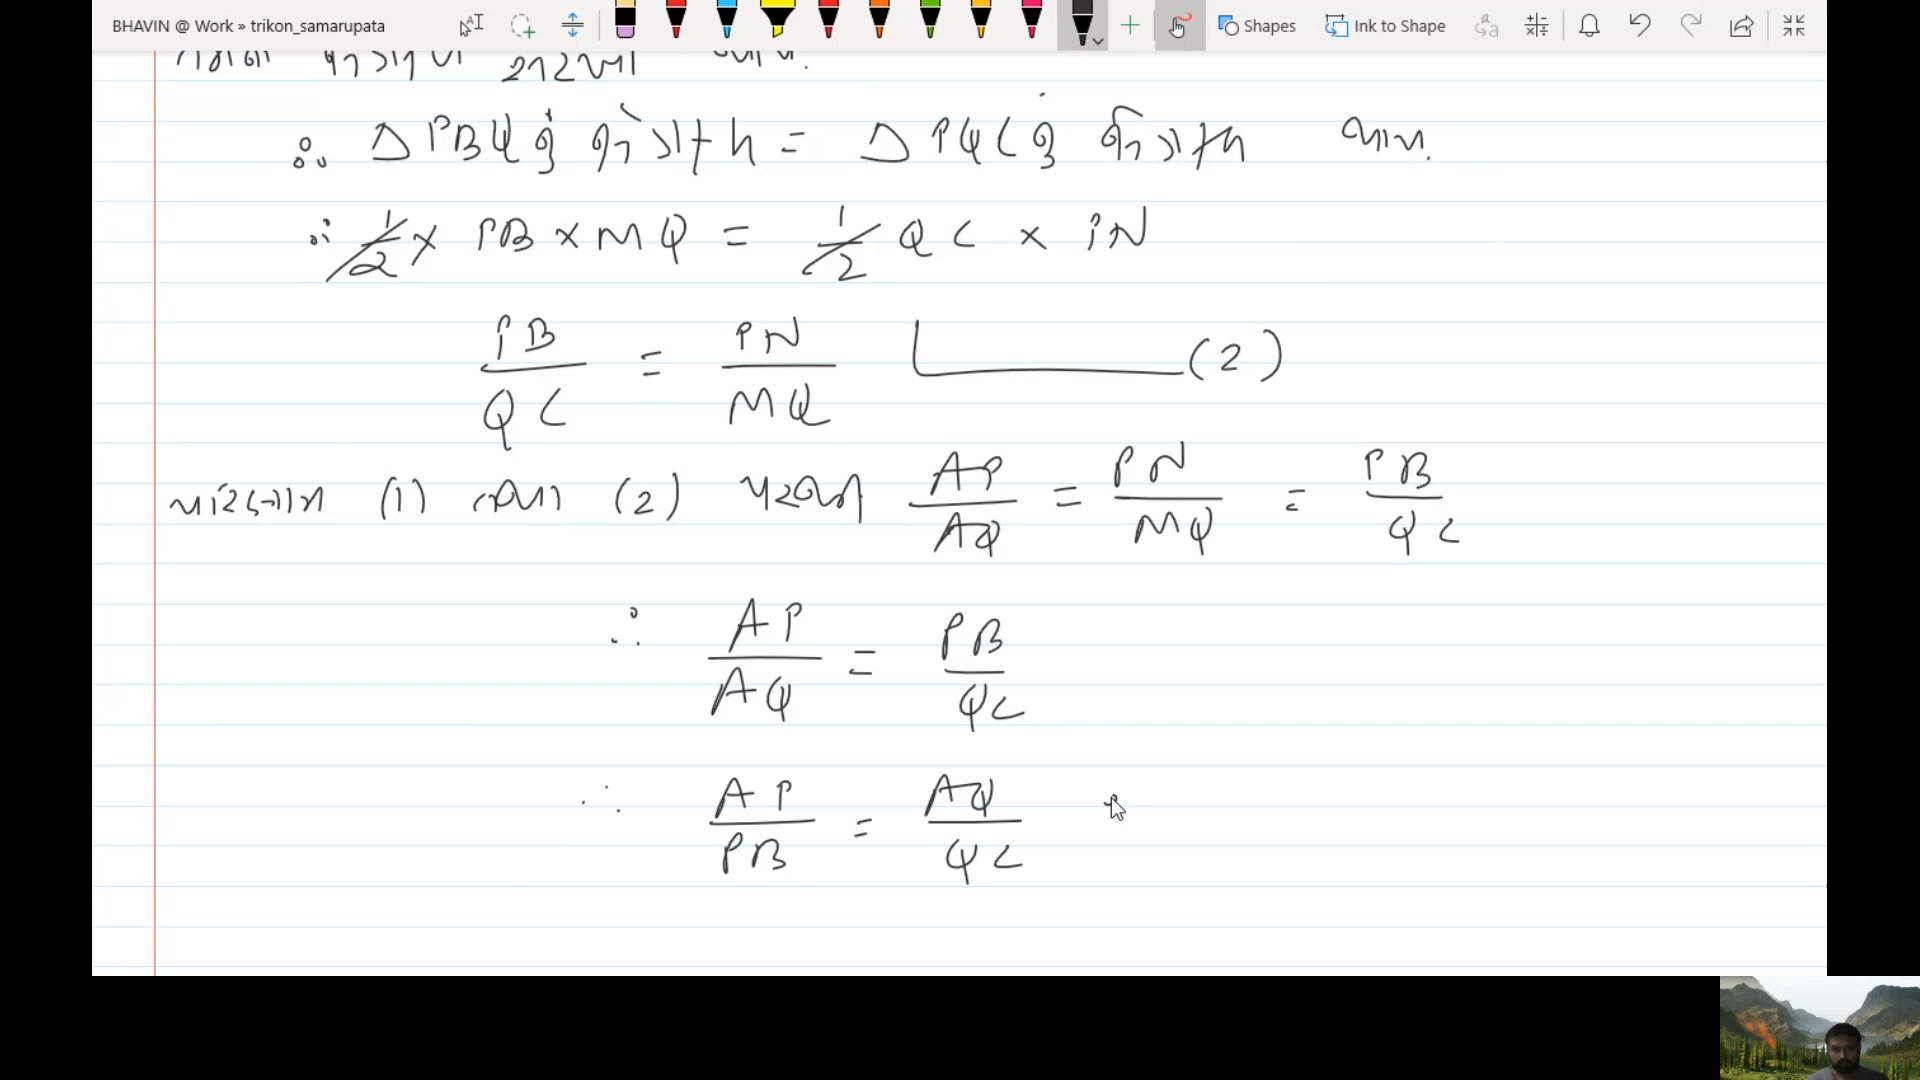 BHAVIN @ Work » trikon_samarupata
Shapes Ink to Shape
∴ Δ PBQ નું ક્ષેત્રફળ = Δ PQC નું ક્ષેત્રફળ થાય.
∴ 1/2 × PB × MQ = 1/2 QC × PN
PB/QC = PN/MQ (2)
પરિણામ (1) તથા (2) પરથી AP/AQ = PN/MQ = PB/QC
∴ AP/AQ = PB/QC
∴ AP/PB = AQ/QC